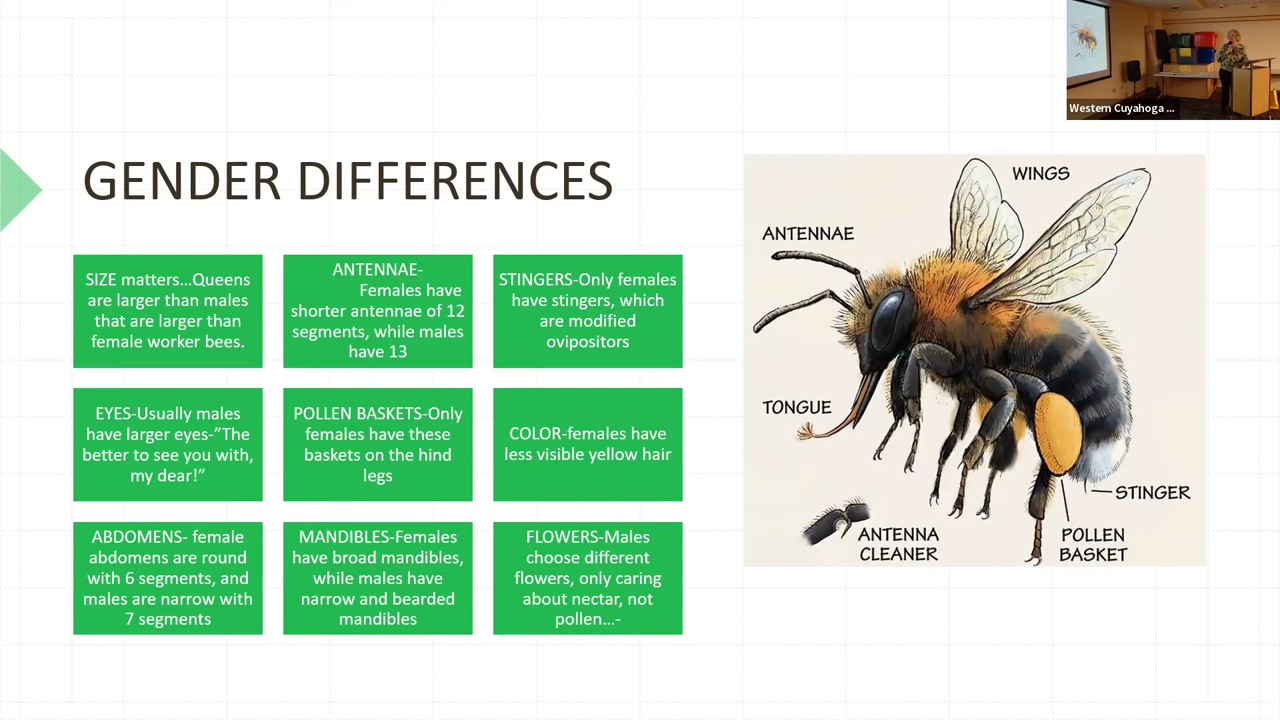 Western Cuyahoga ...
GENDER DIFFERENCES
SIZE matters...Queens
are larger than males
that are larger than
female worker bees.
ANTENNAE-
Females have
shorter antennae of 12
segments, while males
have 13
STINGERS-Only females
have stingers, which
are modified
ovipositors
EYES-Usually males
have larger eyes-"The
better to see you with,
my dear!"
POLLEN BASKETS-Only
females have these
baskets on the hind
legs
COLOR-females have
less visible yellow hair
ABDOMENS- female
abdomens are round
with 6 segments, and
males are narrow with
7 segments
MANDIBLES-Females
have broad mandibles,
while males have
narrow and bearded
mandibles
FLOWERS-Males
choose different
flowers, only caring
about nectar, not
pollen...-
WINGS
ANTENNAE
TONGUE
STINGER
ANTENNA
CLEANER
POLLEN
BASKET